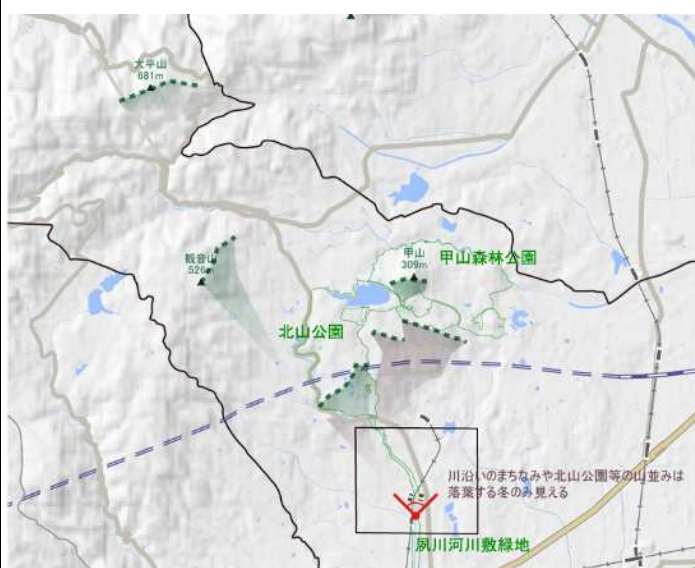 太平山
681m
観音山
526
甲山
309m
甲山森林公園
北山公園
川沿いのまちなみや北山公園等の山並みは
落葉する冬のみ見える
夙川河川敷緑地